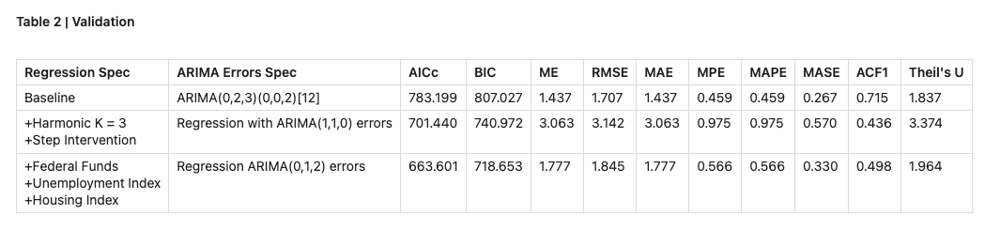 Table 2 | Validation
Regression Spec ARIMA Errors Spec AICc BIC ME RMSE MAE MPE MAPE MASE ACF1 Theil's U
Baseline ARIMA(0,2,3)(0,0,2)[12] 783.199 807.027 1.437 1.707 1.437 0.459 0.459 0.267 0.715 1.837
+Harmonic K = 3 Regression with ARIMA(1,1,0) errors 701.440 740.972 3.063 3.142 3.063 0.975 0.975 0.570 0.436 3.374
+Step Intervention
+Federal Funds Regression ARIMA(0,1,2) errors 663.601 718.653 1.777 1.845 1.777 0.566 0.566 0.330 0.498 1.964
+Unemployment Index
+Housing Index